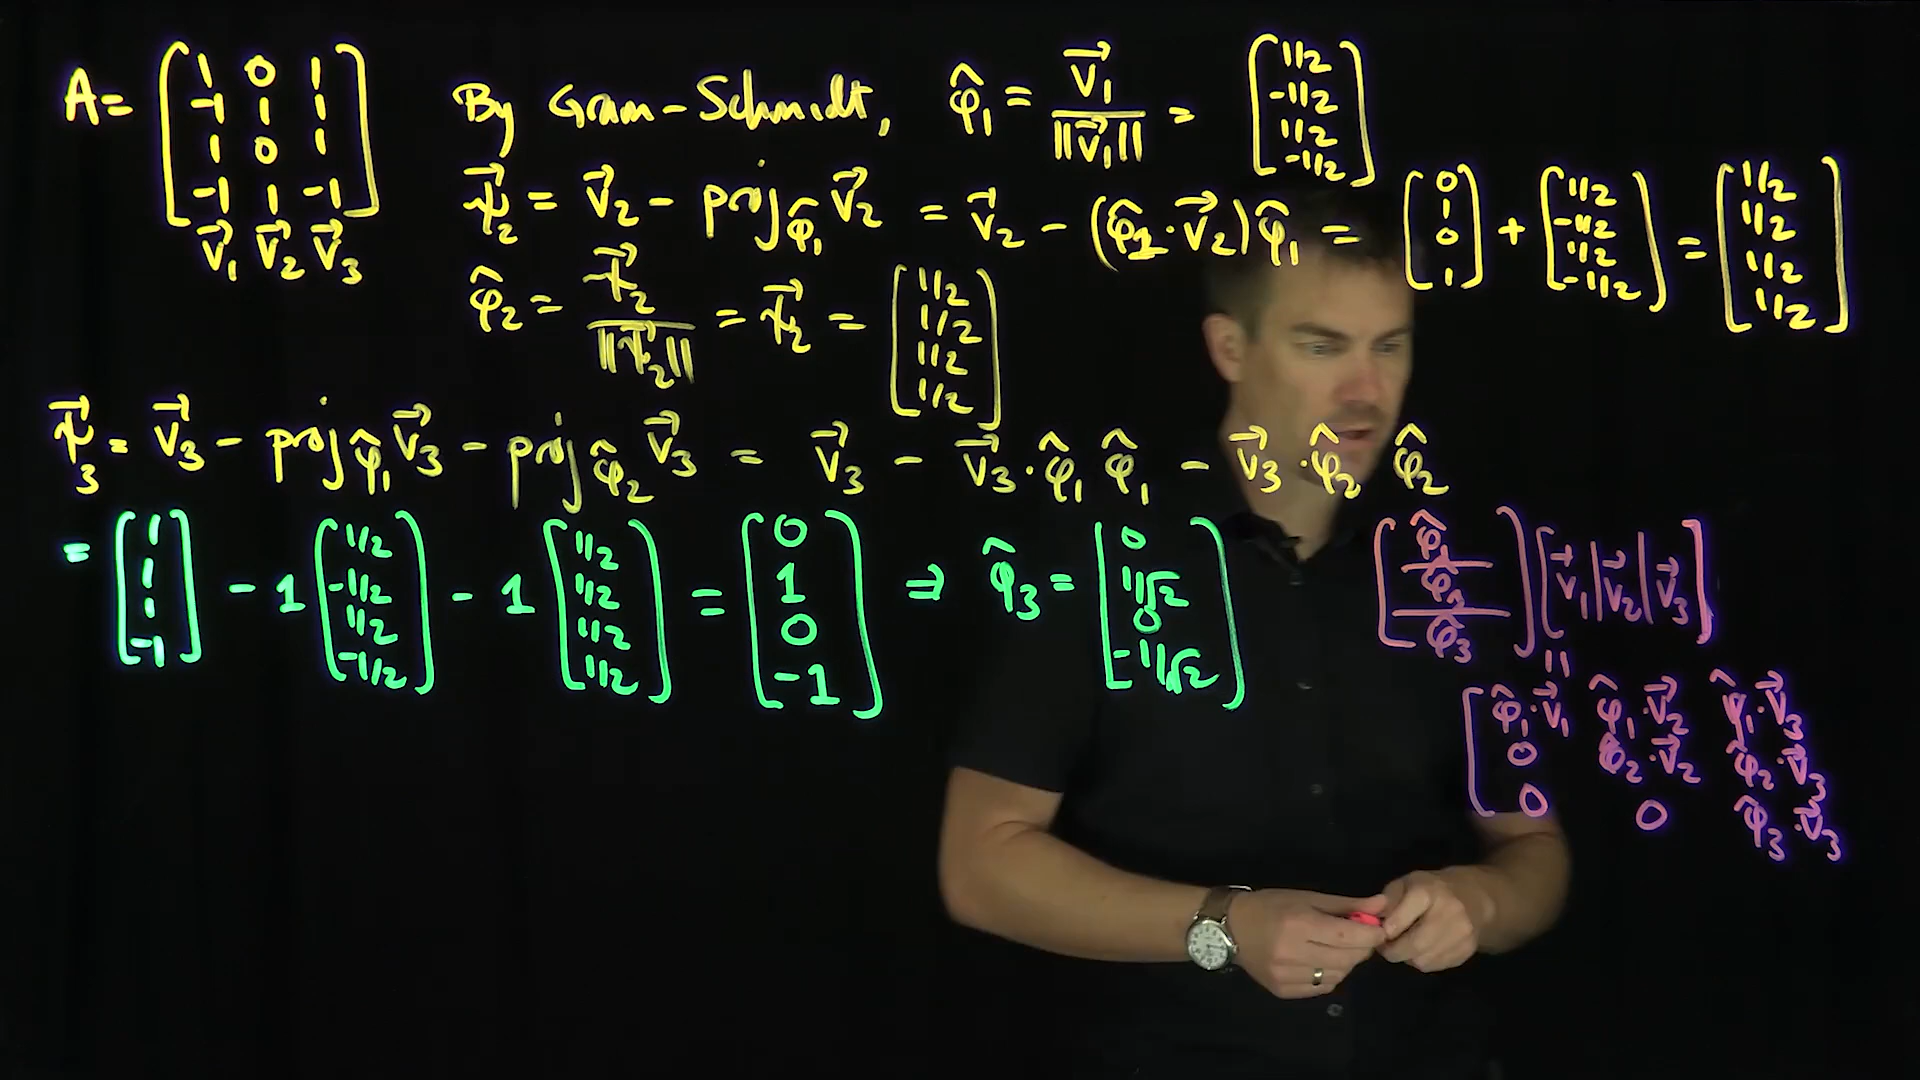 A = [1 0 1; -1 1 1; 1 0 1; -1 1 -1]
v⃗₁ v⃗₂ v⃗₃
By Gram-Schmidt, φ̂₁ = v⃗₁/||v⃗₁|| = [1/2; -1/2; 1/2; -1/2]
χ⃗₂ = v⃗₂ - proj_φ̂₁ v⃗₂ = v⃗₂ - (φ̂₁·v⃗₂)φ̂₁ = [0; 1; 0; 1] + [1/2; -1/2; 1/2; -1/2] = [1/2; 1/2; 1/2; 1/2]
φ̂₂ = χ⃗₂/||χ⃗₂|| = χ⃗₂ = [1/2; 1/2; 1/2; 1/2]
χ⃗₃ = v⃗₃ - proj_φ̂₁ v⃗₃ - proj_φ̂₂ v⃗₃ = v⃗₃ - v⃗₃·φ̂₁ φ̂₁ - v⃗₃·φ̂₂ φ̂₂
= [1; 1; 1; -1] - 1 [1/2; -1/2; 1/2; -1/2] - 1 [1/2; 1/2; 1/2; 1/2] = [0; 1; 0; -1] ⇒ φ̂₃ = [0; 1/√2; 0; -1/√2]
[φ̂₁; φ̂₂; φ̂₃] [v⃗₁ | v⃗₂ | v⃗₃]
=
[φ̂₁·v⃗₁ φ̂₁·v⃗₂ φ̂₁·v⃗₃
0 φ̂₂·v⃗₂ φ̂₂·v⃗₃
0 0 φ̂₃·v⃗₃